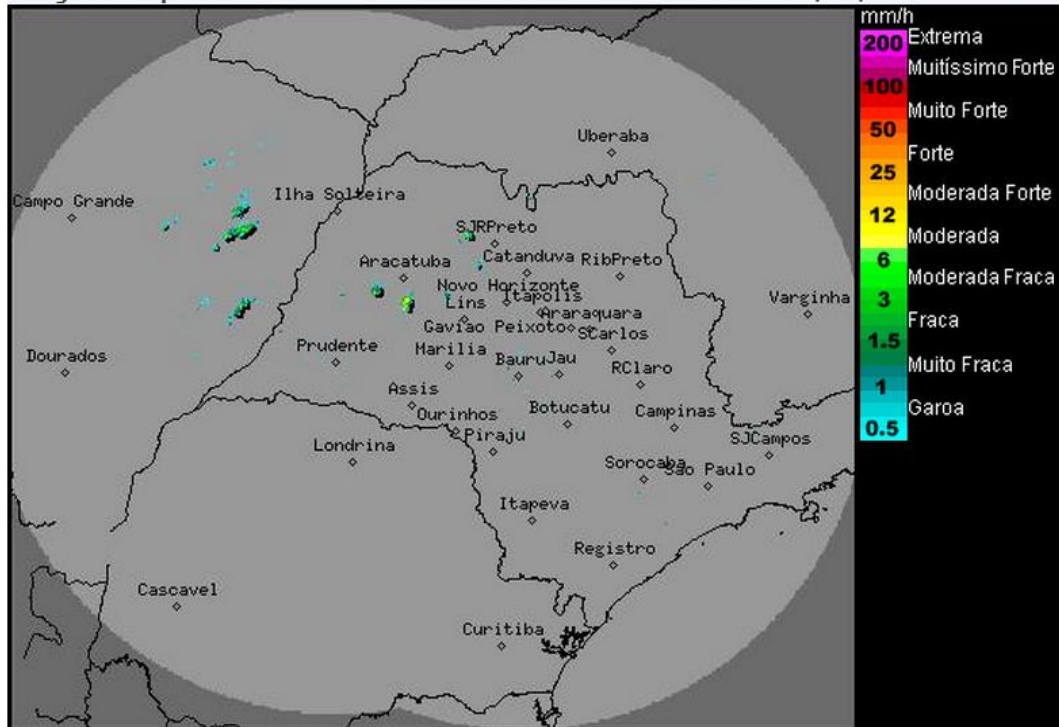 mm/h
200 Extrema
Muitíssimo Forte
100
Muito Forte
50
Forte
25
Moderada Forte
12
Moderada
6
Moderada Fraca
3
Fraca
1.5
Muito Fraca
1
Garoa
0.5
Uberaba
Campo Grande
Ilha Solteira
SJRPreto
Catanduva
Aracatuba
RibPreto
Novo Horizonte
Itapolis
Lins
Araraquara
Varginha
Gaviao Peixoto
SCarlos
Prudente
Marilia
Dourados
BauruJau
RClaro
Assis
Ourinhos
Botucatu
Campinas
Piraju
Londrina
SJCampos
Sorocaba
Sao Paulo
Itapeva
Registro
Cascavel
Curitiba